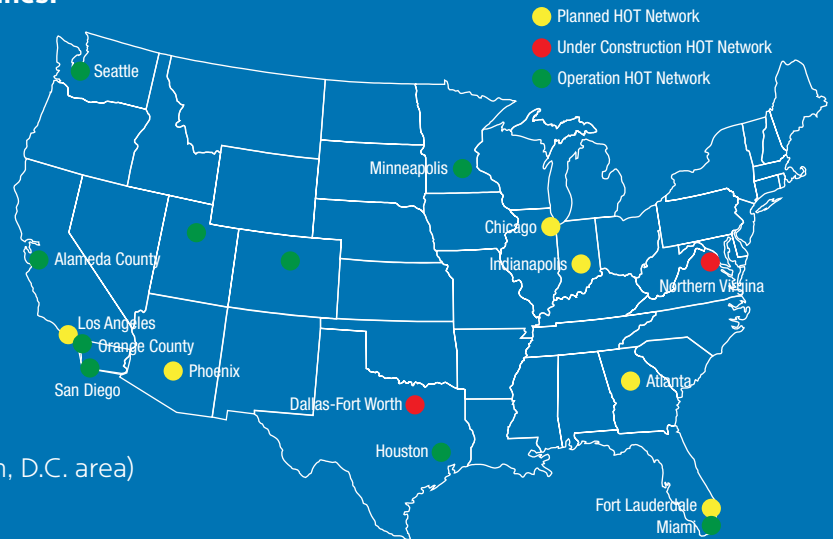 Planned HOT Network
Under Construction HOT Network
Operation HOT Network
Seattle
Minneapolis
Chicago
Alameda County
Indianapolis
Northern Virgina
Los Angeles
Orange County
Phoenix
San Diego
Atlanta
Dallas-Fort Worth
Houston
D.C. area)
Fort Lauderdale
Miami